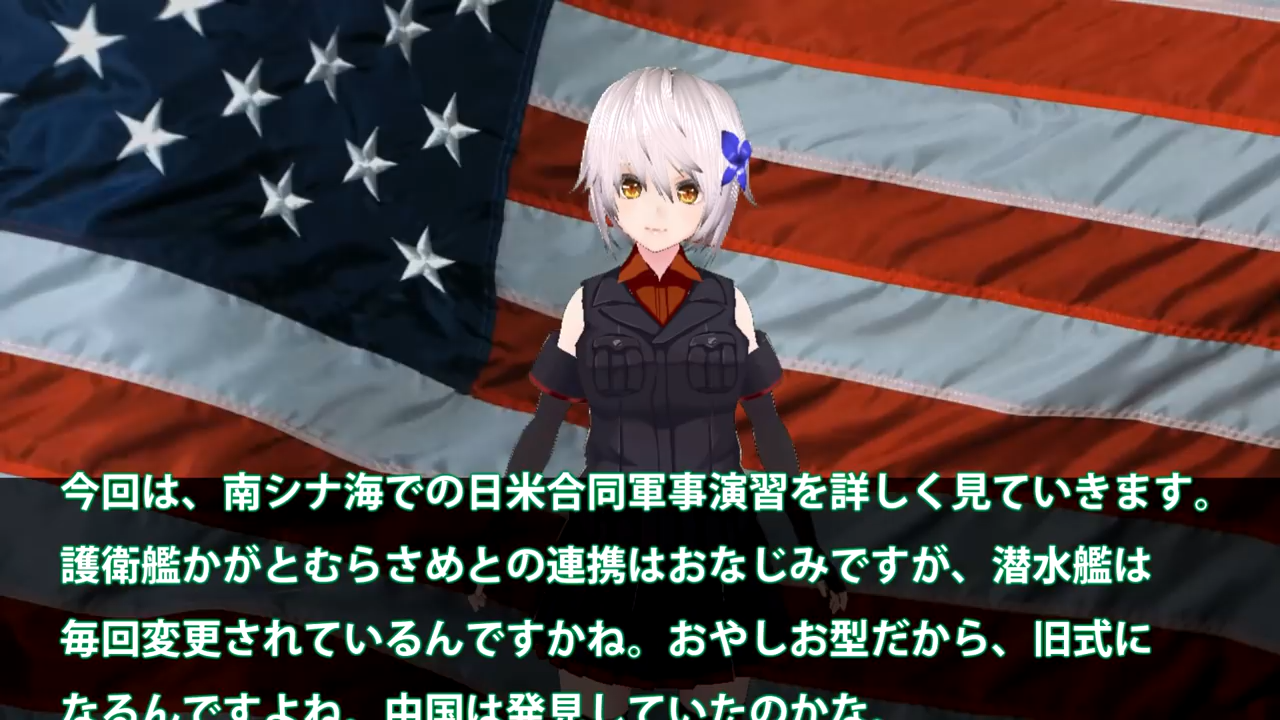 今回は、南シナ海での日米合同軍事演習を詳しく見ていきます。
護衛艦かがとむらさめとの連携はおなじみですが、潜水艦は
毎回変更されているんですかね。おやしお型だから、旧式に
なるんですよね。中国は発見していたのかな。